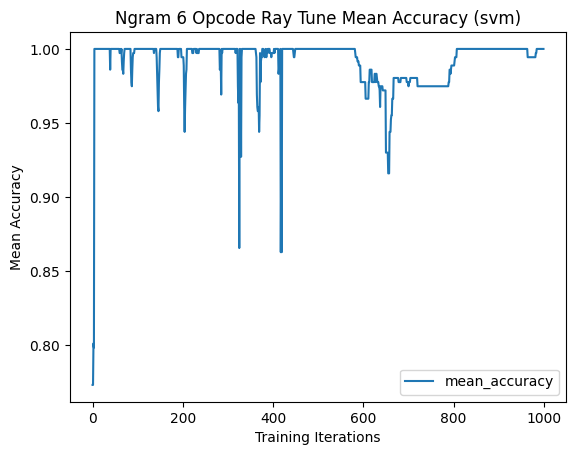 Ngram 6 Opcode Ray Tune Mean Accuracy (svm)
1.00
0.95
0.90
0.85
0.80
Mean Accuracy
mean_accuracy
0 200 400 600 800 1000
Training Iterations